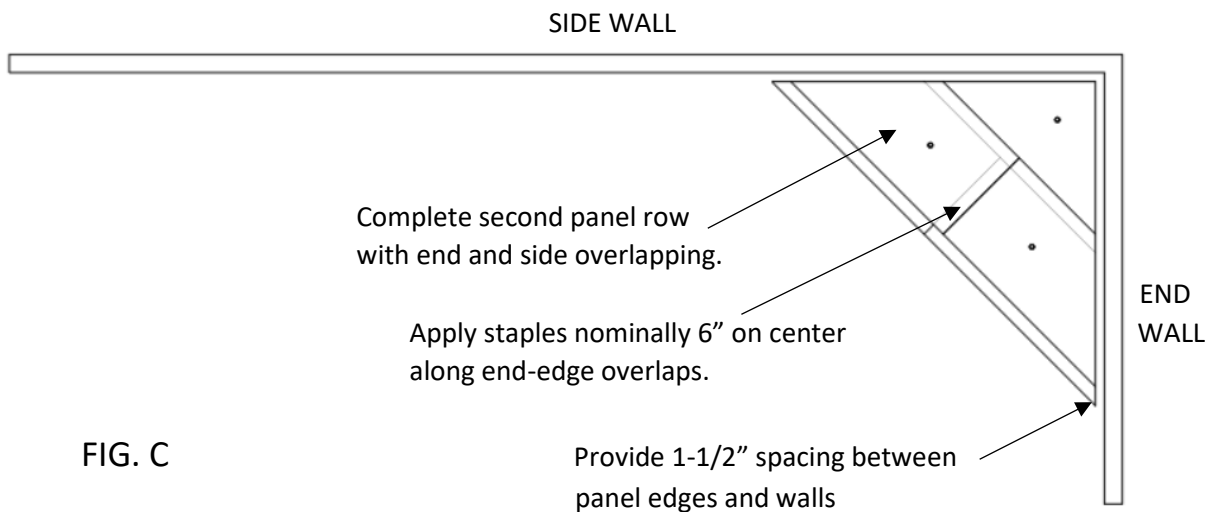 SIDE WALL
Complete second panel row
with end and side overlapping.
Apply staples nominally 6” on center
along end-edge overlaps.
END
WALL
FIG. C
Provide 1-1/2” spacing between
panel edges and walls